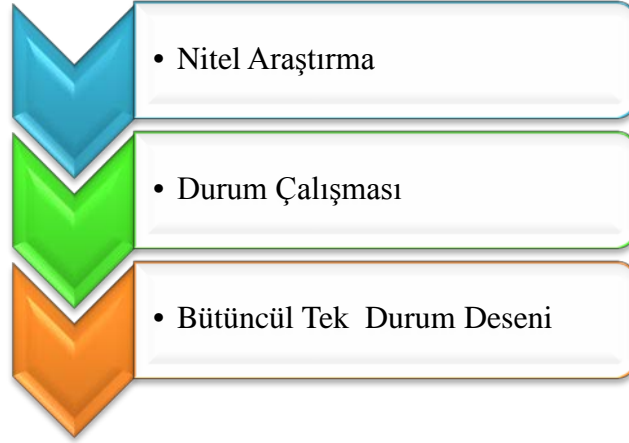 • Nitel Araştırma
• Durum Çalışması
• Bütüncül Tek  Durum Deseni